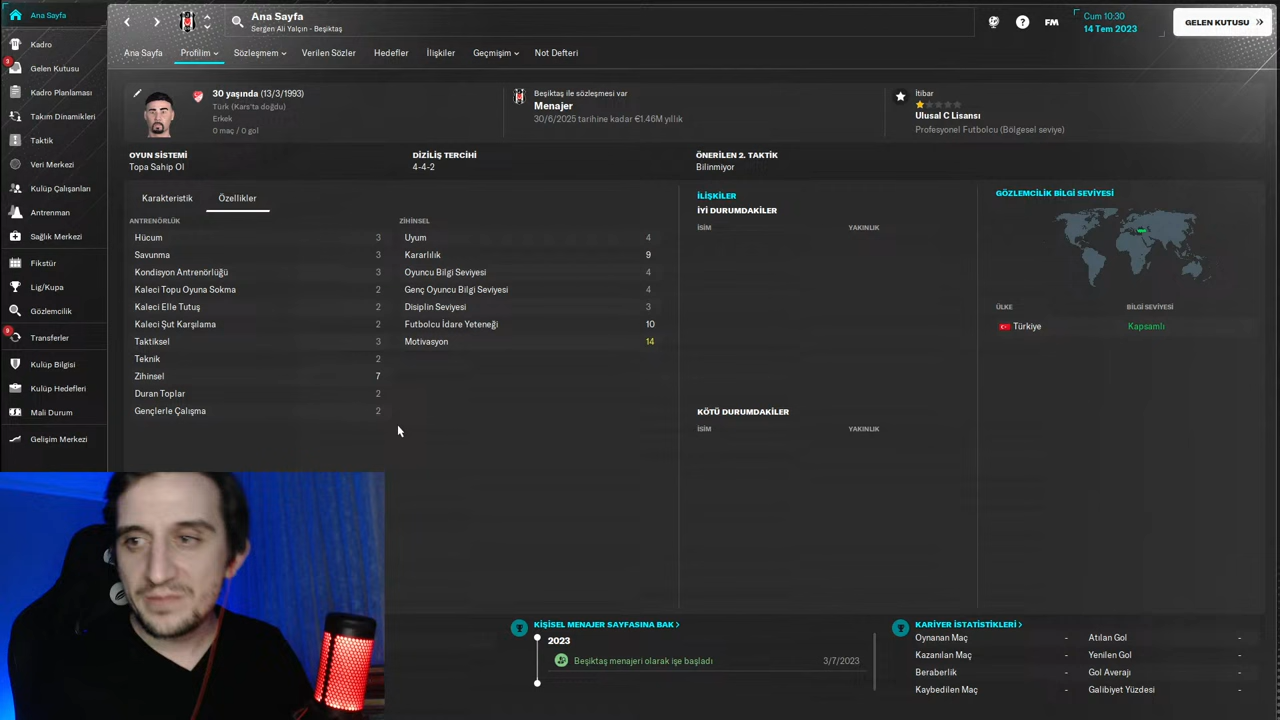 Ana Sayfa
Kadro
3
Gelen Kutusu
Kadro Planlaması
Takım Dinamikleri
Taktik
Veri Merkezi
Kulüp Çalışanları
Antrenman
Sağlık Merkezi
Fikstür
Lig/Kupa
Gözlemcilik
9
Transferler
Kulüp Bilgisi
Kulüp Hedefleri
Mali Durum
Gelişim Merkezi
Ana Sayfa
Sergen Ali Yalçın - Beşiktaş
FM
Cum 10:30
14 Tem 2023
GELEN KUTUSU
Ana Sayfa Profilim Sözleşmem Verilen Sözler Hedefler İlişkiler Geçmişim Not Defteri
30 yaşında (13/3/1993)
Türk (Kars'ta doğdu)
Erkek
0 maç / 0 gol
Beşiktaş ile sözleşmesi var
Menajer
30/6/2025 tarihine kadar €1.46M yıllık
İtibar
Ulusal C Lisansı
Profesyonel Futbolcu (Bölgesel seviye)
OYUN SİSTEMİ
Topa Sahip Ol
DİZİLİŞ TERCİHİ
4-4-2
ÖNERİLEN 2. TAKTİK
Bilinmiyor
Karakteristik Özellikler
ANTRENÖRLÜK
Hücum 3
Savunma 3
Kondisyon Antrenörlüğü 3
Kaleci Topu Oyuna Sokma 2
Kaleci Elle Tutuş 2
Kaleci Şut Karşılama 2
Taktiksel 3
Teknik 2
Zihinsel 7
Duran Toplar 2
Gençlerle Çalışma 2
ZİHİNSEL
Uyum 4
Kararlılık 9
Oyuncu Bilgi Seviyesi 4
Genç Oyuncu Bilgi Seviyesi 4
Disiplin Seviyesi 3
Futbolcu İdare Yeteneği 10
Motivasyon 14
İLİŞKİLER
İYİ DURUMDAKİLER
İSİM YAKINLIK
KÖTÜ DURUMDAKİLER
İSİM YAKINLIK
GÖZLEMCİLİK BİLGİ SEVİYESİ
ÜLKE BİLGİ SEVİYESİ
Türkiye Kapsamlı
KİŞİSEL MENAJER SAYFASINA BAK
2023
Beşiktaş menajeri olarak işe başladı 3/7/2023
KARİYER İSTATİSTİKLERİ
Oynanan Maç - Atılan Gol -
Kazanılan Maç - Yenilen Gol -
Beraberlik - Gol Averajı -
Kaybedilen Maç - Galibiyet Yüzdesi -